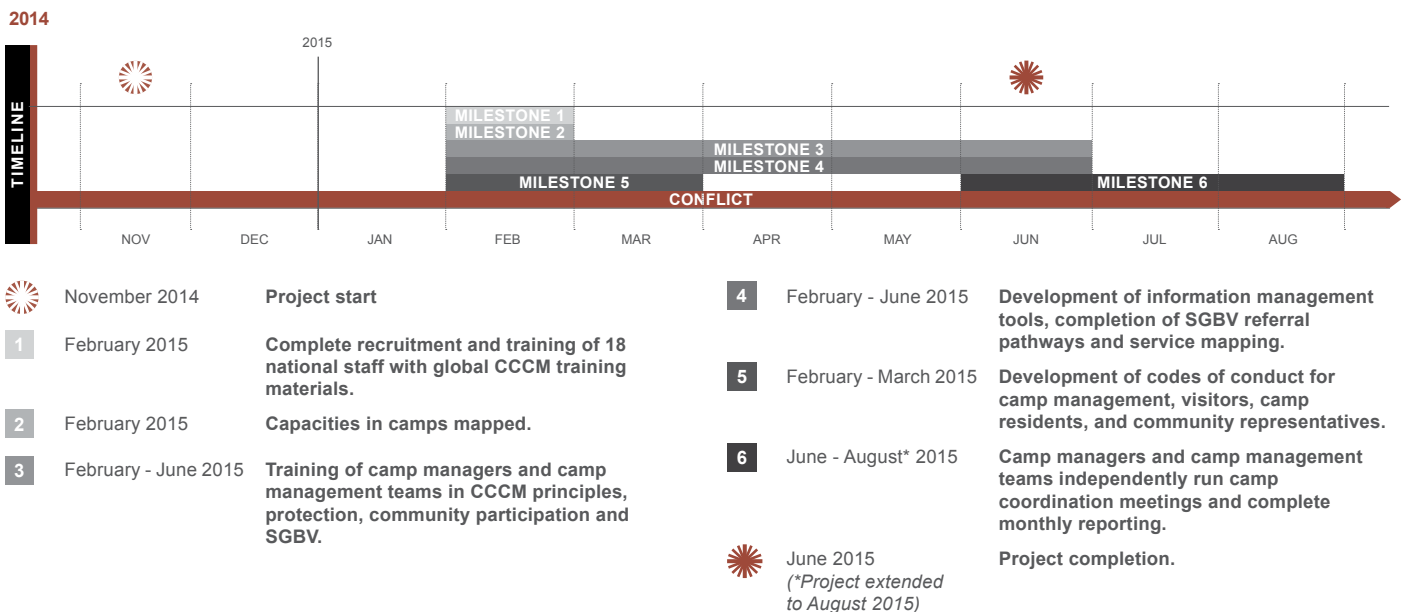 2014
2015
TIMELINE
MILESTONE 1
MILESTONE 2
MILESTONE 3
MILESTONE 4
MILESTONE 5
MILESTONE 6
CONFLICT
NOV
DEC
JAN
FEB
MAR
APR
MAY
JUN
JUL
AUG
November 2014 Project start
1 February 2015 Complete recruitment and training of 18
national staff with global CCCM training
materials.
2 February 2015 Capacities in camps mapped.
3 February - June 2015 Training of camp managers and camp
management teams in CCCM principles,
protection, community participation and
SGBV.
4 February - June 2015 Development of information management
tools, completion of SGBV referral
pathways and service mapping.
5 February - March 2015 Development of codes of conduct for
camp management, visitors, camp
residents, and community representatives.
6 June - August* 2015 Camp managers and camp management
teams independently run camp
coordination meetings and complete
monthly reporting.
June 2015 Project completion.
(*Project extended
to August 2015)